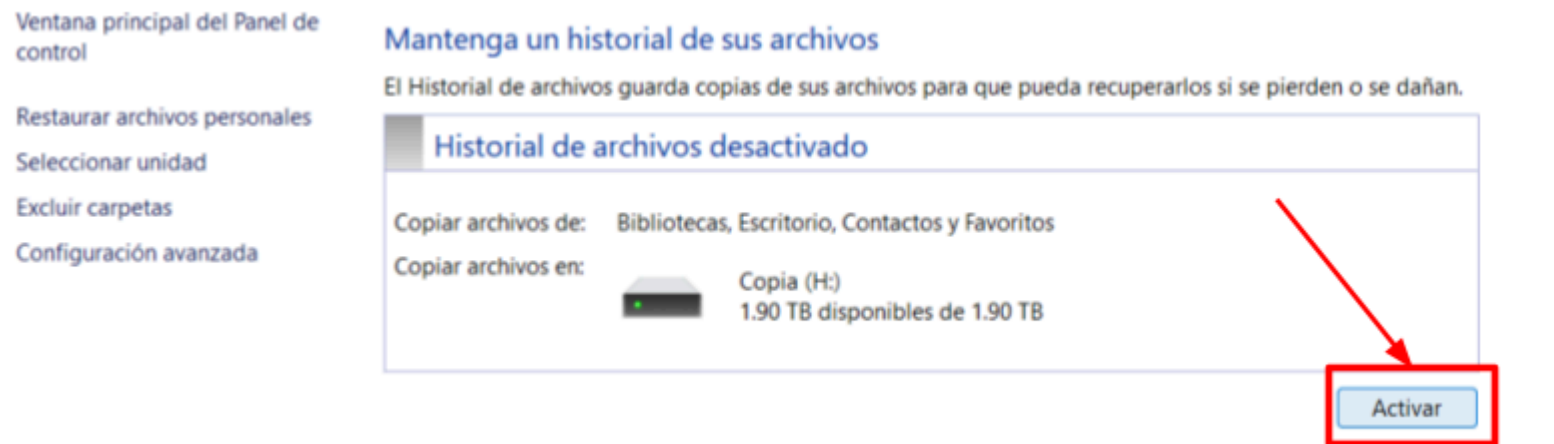 Ventana principal del Panel de
control
Restaurar archivos personales
Seleccionar unidad
Excluir carpetas
Configuración avanzada
Mantenga un historial de sus archivos
El Historial de archivos guarda copias de sus archivos para que pueda recuperarlos si se pierden o se dañan.
Historial de archivos desactivado
Copiar archivos de: Bibliotecas, Escritorio, Contactos y Favoritos
Copiar archivos en:
Copia (H:)
1.90 TB disponibles de 1.90 TB
Activar